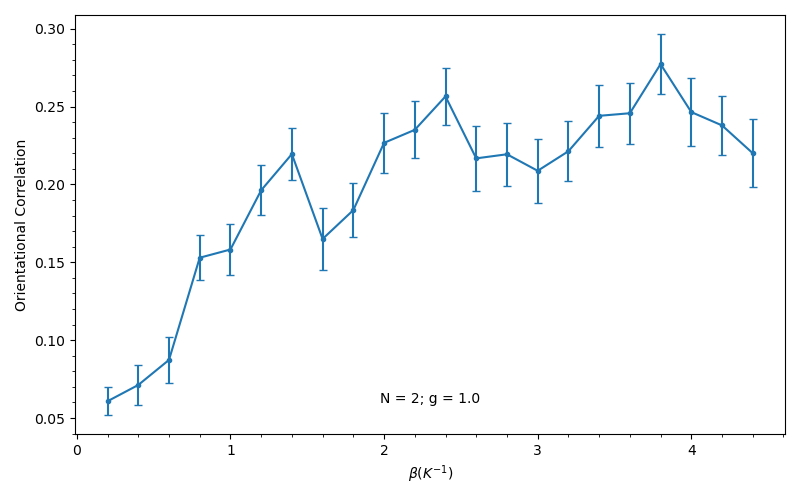 0.30
0.25
0.20
0.15
0.10
0.05
Orientational Correlation
N = 2; g = 1.0
0 1 2 3 4
β(K⁻¹)